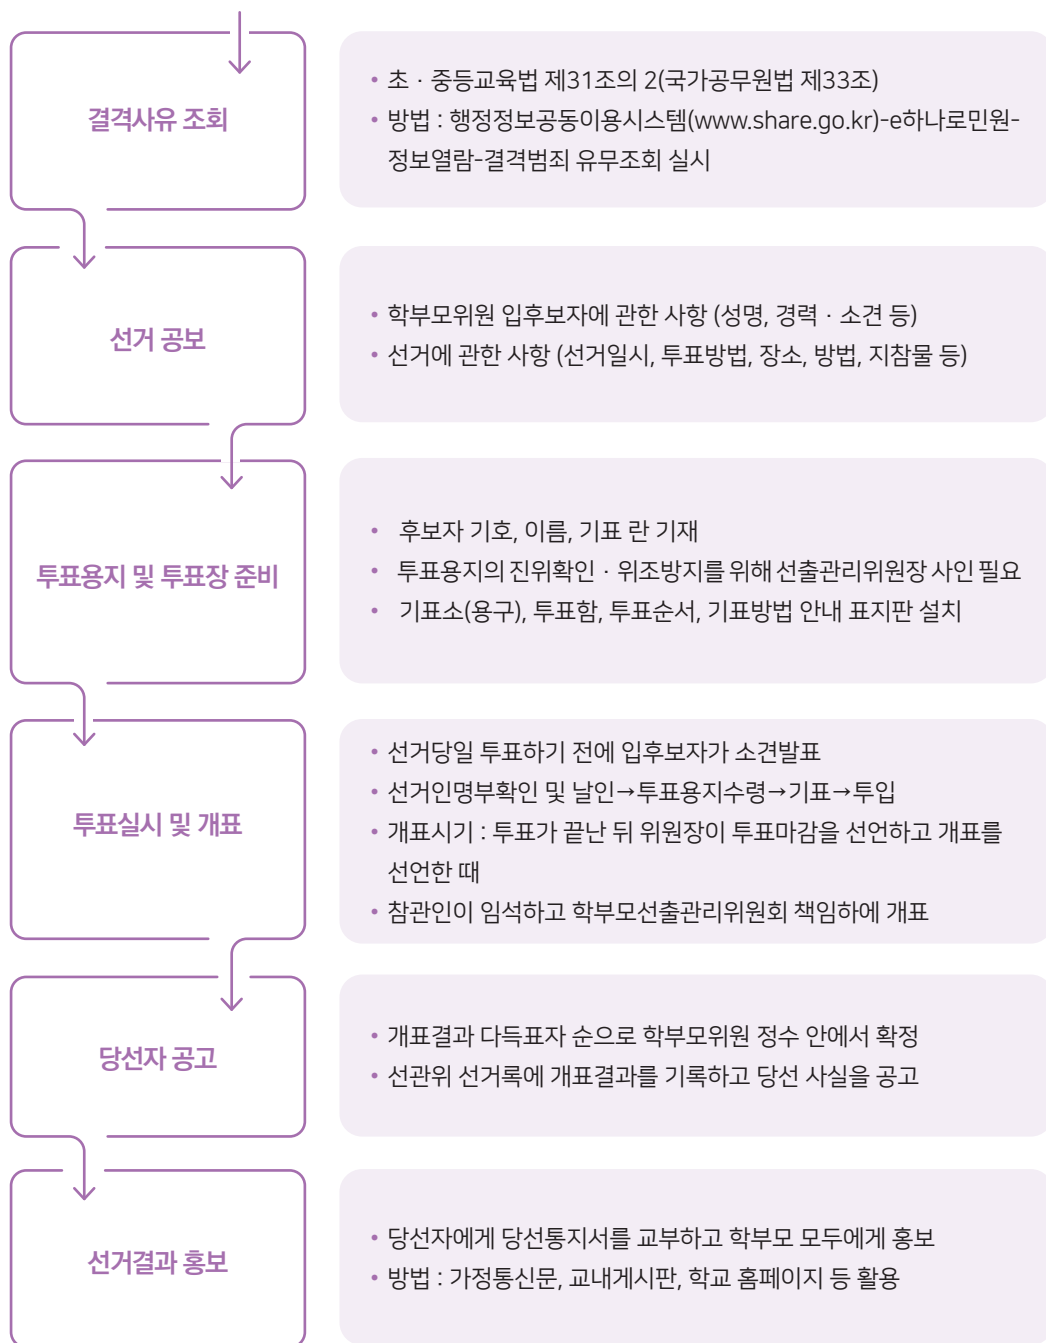 결격사유 조회
• 초 · 중등교육법 제31조의 2(국가공무원법 제33조)
• 방법 : 행정정보공동이용시스템(www.share.go.kr)-e하나로민원-
정보열람-결격범죄 유무조회 실시
선거 공보
• 학부모위원 입후보자에 관한 사항 (성명, 경력 · 소견 등)
• 선거에 관한 사항 (선거일시, 투표방법, 장소, 방법, 지참물 등)
투표용지 및 투표장 준비
• 후보자 기호, 이름, 기표 란 기재
• 투표용지의 진위확인 · 위조방지를 위해 선출관리위원장 사인 필요
• 기표소(용구), 투표함, 투표순서, 기표방법 안내 표지판 설치
투표실시 및 개표
• 선거당일 투표하기 전에 입후보자가 소견발표
• 선거인명부확인 및 날인→투표용지수령→기표→투입
• 개표시기 : 투표가 끝난 뒤 위원장이 투표마감을 선언하고 개표를
선언한 때
• 참관인이 임석하고 학부모선출관리위원회 책임하에 개표
당선자 공고
• 개표결과 다득표자 순으로 학부모위원 정수 안에서 확정
• 선관위 선거록에 개표결과를 기록하고 당선 사실을 공고
선거결과 홍보
• 당선자에게 당선통지서를 교부하고 학부모 모두에게 홍보
• 방법 : 가정통신문, 교내게시판, 학교 홈페이지 등 활용